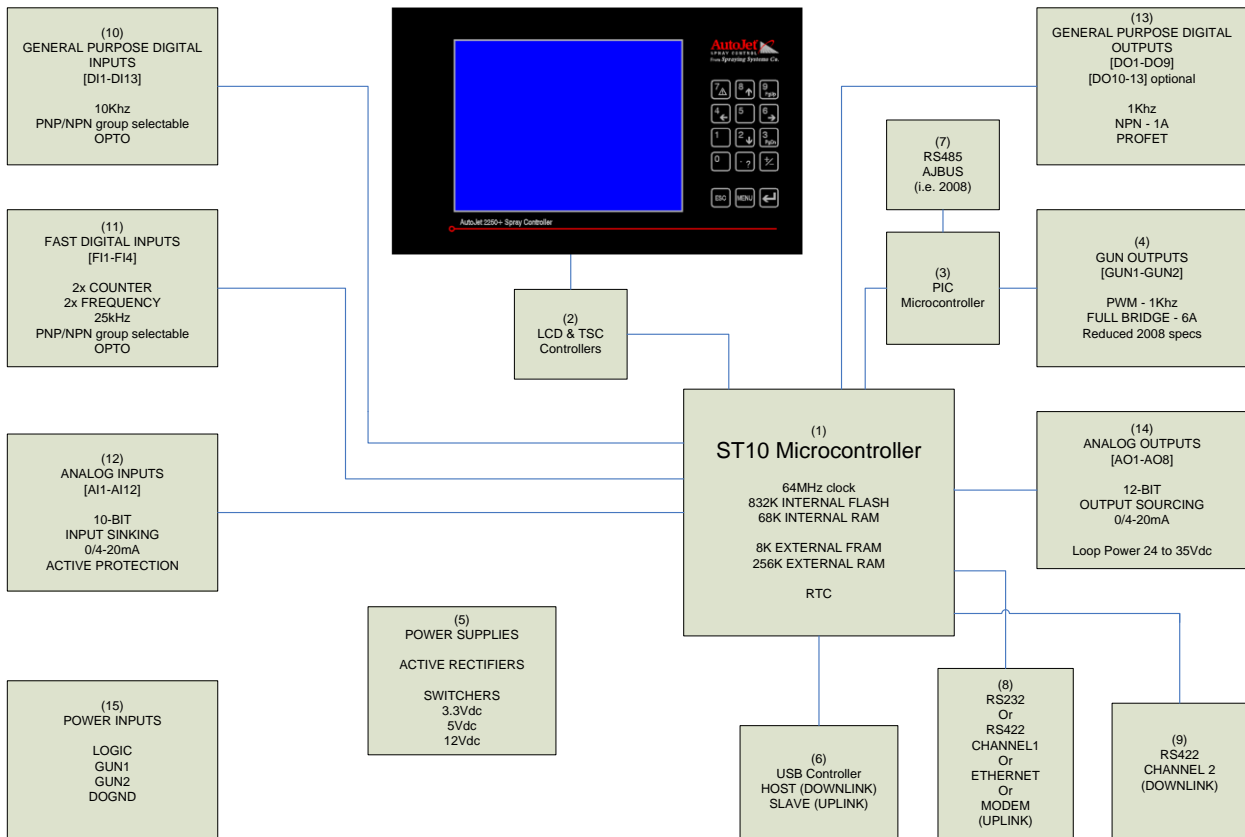 (10)
GENERAL PURPOSE DIGITAL
INPUTS
[DI1-DI13]
10Khz
PNP/NPN group selectable
OPTO
(11)
FAST DIGITAL INPUTS
[FI1-FI4]
2x COUNTER
2x FREQUENCY
25kHz
PNP/NPN group selectable
OPTO
(12)
ANALOG INPUTS
[AI1-AI12]
10-BIT
INPUT SINKING
0/4-20mA
ACTIVE PROTECTION
(15)
POWER INPUTS
LOGIC
GUN1
GUN2
DOGND
AutoJet
SPRAY CONTROL
From Spraying Systems Co.
7 8 9 PgUp
4 5 6
1 2 3 PgDn
0 . ? +/-
ESC MENU
AutoJet 2250+ Spray Controller
(2)
LCD & TSC
Controllers
(5)
POWER SUPPLIES
ACTIVE RECTIFIERS
SWITCHERS
3.3Vdc
5Vdc
12Vdc
(1)
ST10 Microcontroller
64MHz clock
832K INTERNAL FLASH
68K INTERNAL RAM
8K EXTERNAL FRAM
256K EXTERNAL RAM
RTC
(7)
RS485
AJBUS
(i.e. 2008)
(3)
PIC
Microcontroller
(13)
GENERAL PURPOSE DIGITAL
OUTPUTS
[DO1-DO9]
[DO10-13] optional
1Khz
NPN - 1A
PROFET
(4)
GUN OUTPUTS
[GUN1-GUN2]
PWM - 1Khz
FULL BRIDGE - 6A
Reduced 2008 specs
(14)
ANALOG OUTPUTS
[AO1-AO8]
12-BIT
OUTPUT SOURCING
0/4-20mA
Loop Power 24 to 35Vdc
(6)
USB Controller
HOST (DOWNLINK)
SLAVE (UPLINK)
(8)
RS232
Or
RS422
CHANNEL1
Or
ETHERNET
Or
MODEM
(UPLINK)
(9)
RS422
CHANNEL 2
(DOWNLINK)